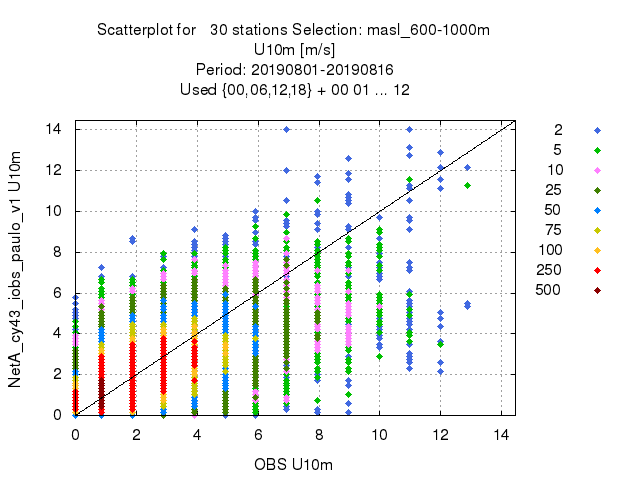 Scatterplot for   30 stations Selection: masl_600-1000m
U10m [m/s]
Period: 20190801-20190816
Used {00,06,12,18} + 00 01 ... 12
NetA_cy43_iobs_paulo_v1 U10m
14
12
10
8
6
4
2
0
0 2 4 6 8 10 12 14
OBS U10m
2
5
10
25
50
75
100
250
500